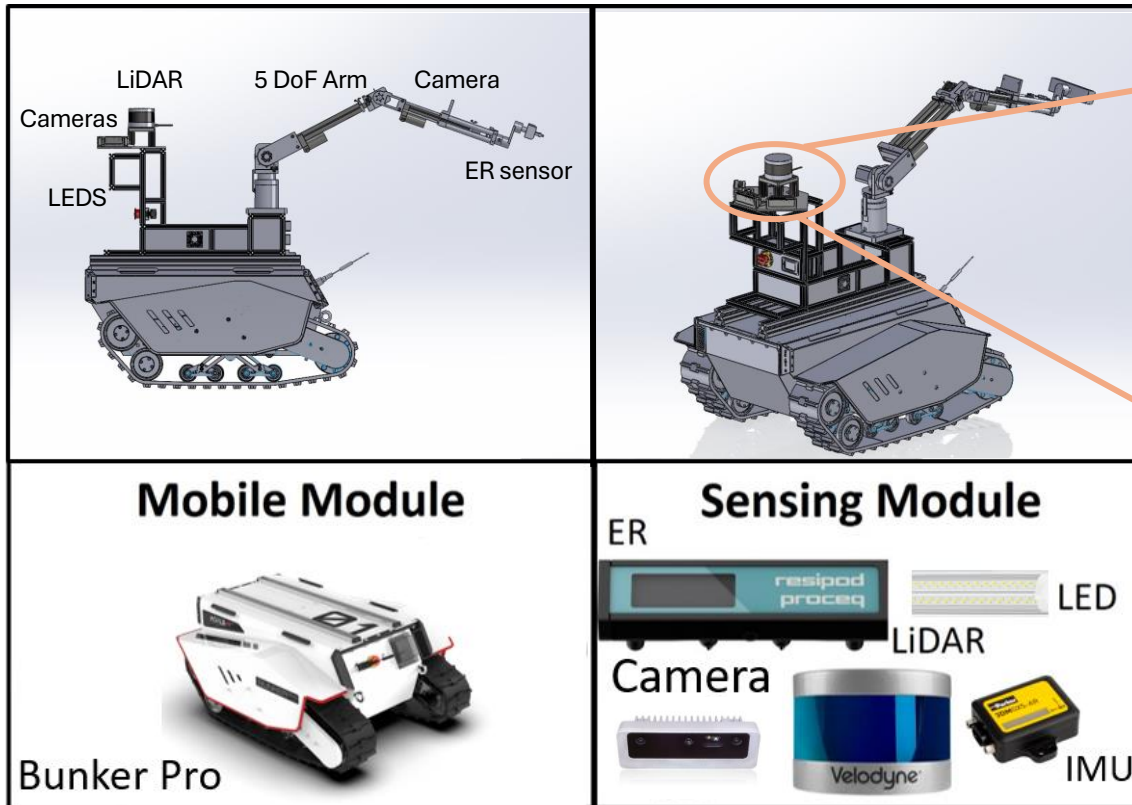 LiDAR
5 DoF Arm
Camera
Cameras
ER sensor
LEDS
Mobile Module
01
Bunker Pro
Sensing Module
ER
resipod
proceq
LED
LiDAR
Camera
Velodyne
IMU